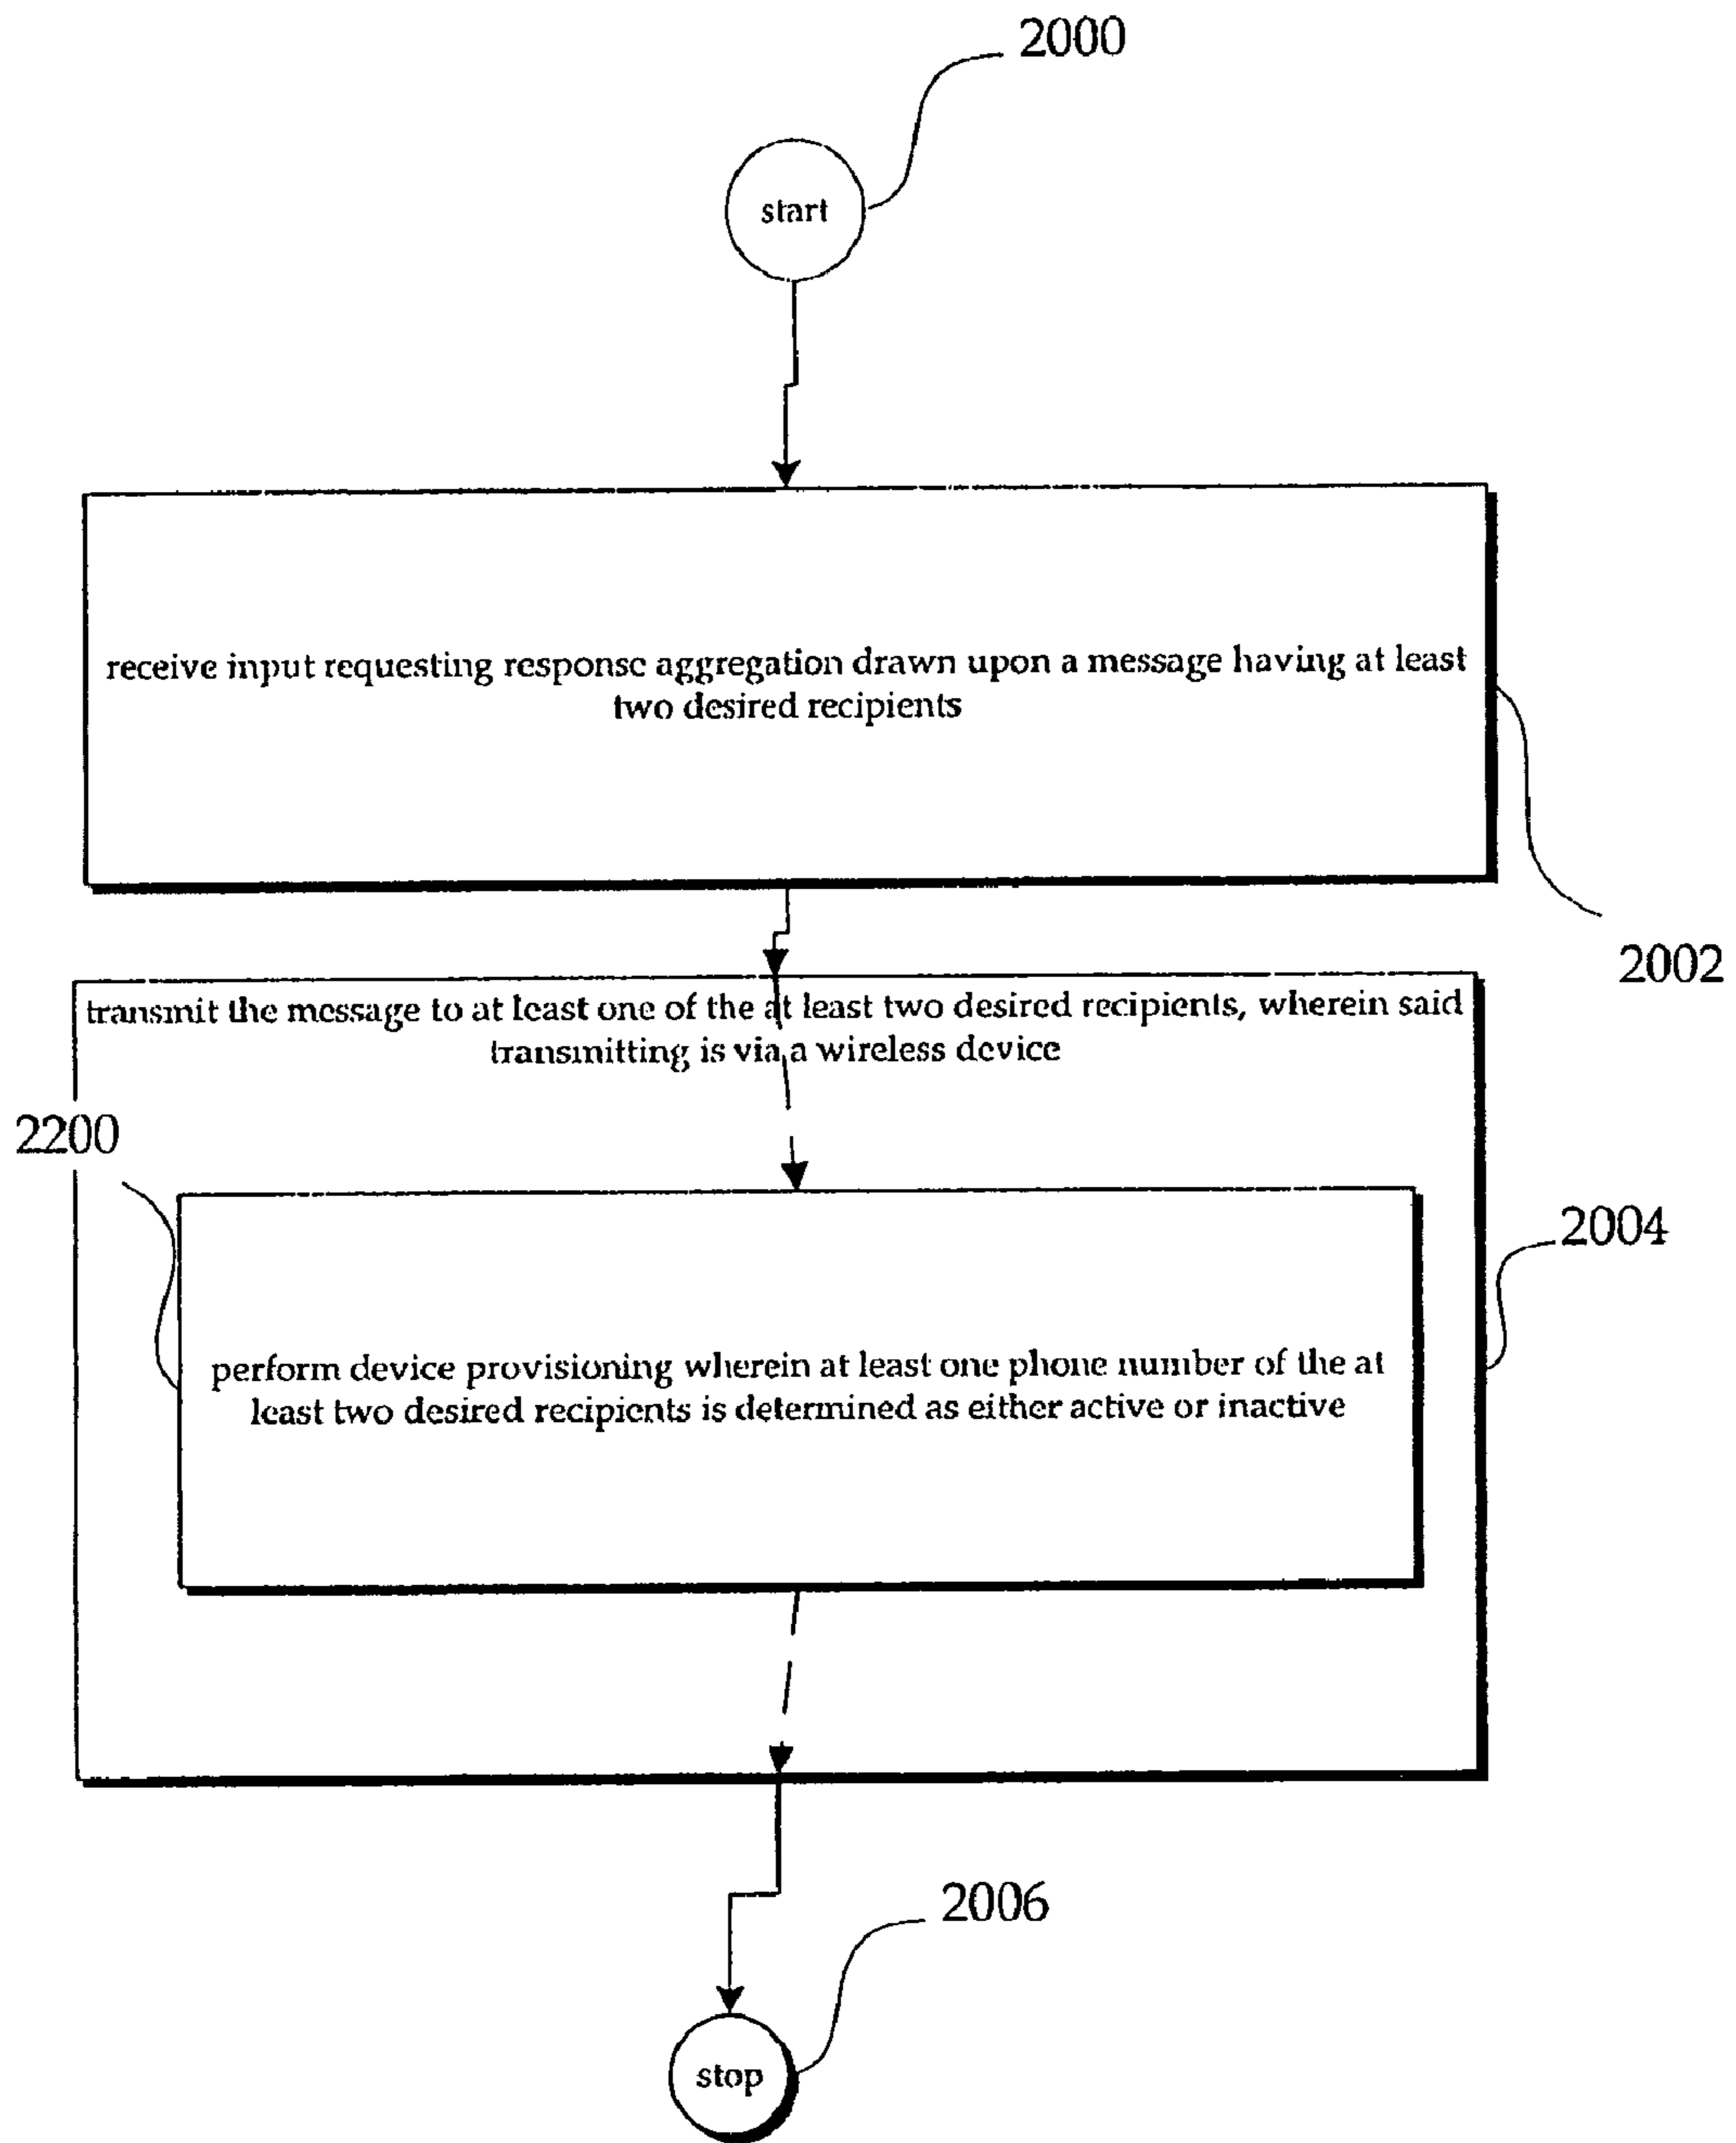 2000
start
receive input requesting response aggregation drawn upon a message having at least
two desired recipients
2002
transmit the message to at least one of the at least two desired recipients, wherein said
transmitting is via a wireless device
2200
2004
perform device provisioning wherein at least one phone number of the at
least two desired recipients is determined as either active or inactive
2006
stop